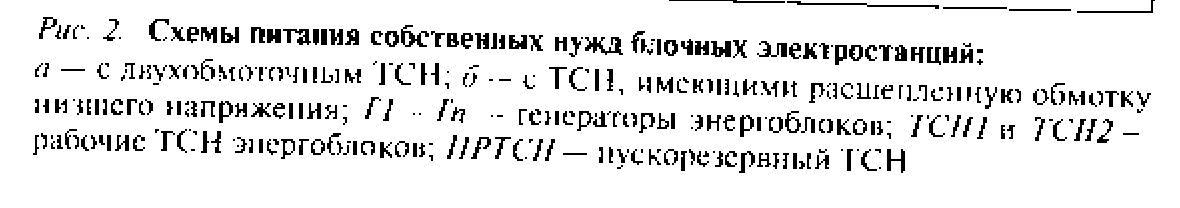 Рис. 2. Схемы питания собственных нужд блочных электростанций:
а — с двухобмоточным ТСН; б — с ТСН, имеющими расщепленную обмотку
низшего напряжения; Г1 – Гn – генераторы энергоблоков; ТСН1 и ТСН2 –
рабочие ТСН энергоблоков; ПРТСН — пускорезервный ТСН